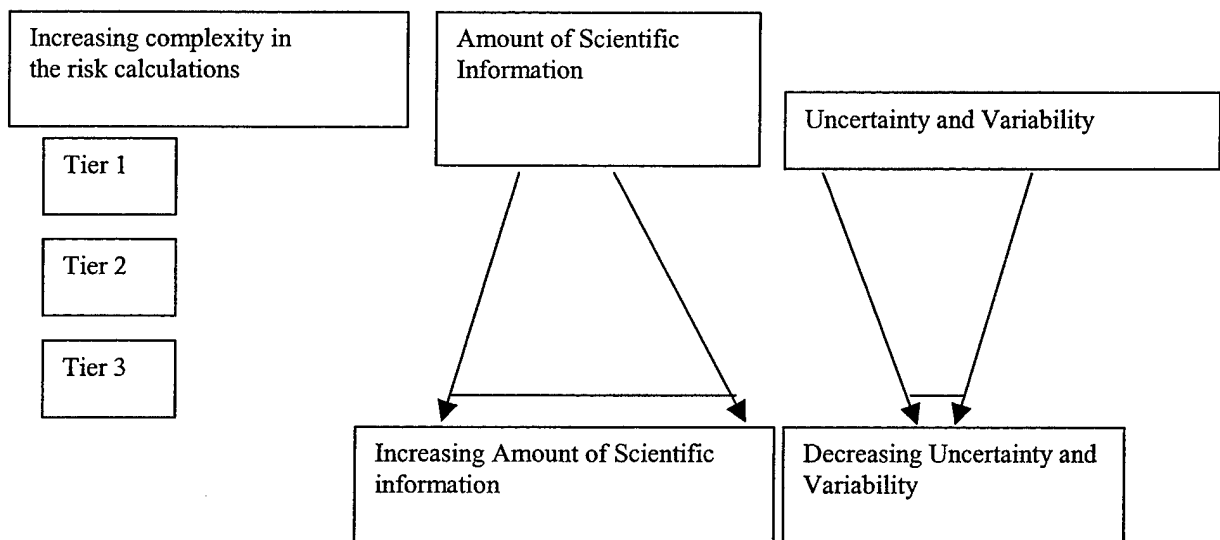 Increasing complexity in
the risk calculations
Amount of Scientific
Information
Uncertainty and Variability
Tier 1
Tier 2
Tier 3
Increasing Amount of Scientific
information
Decreasing Uncertainty and
Variability